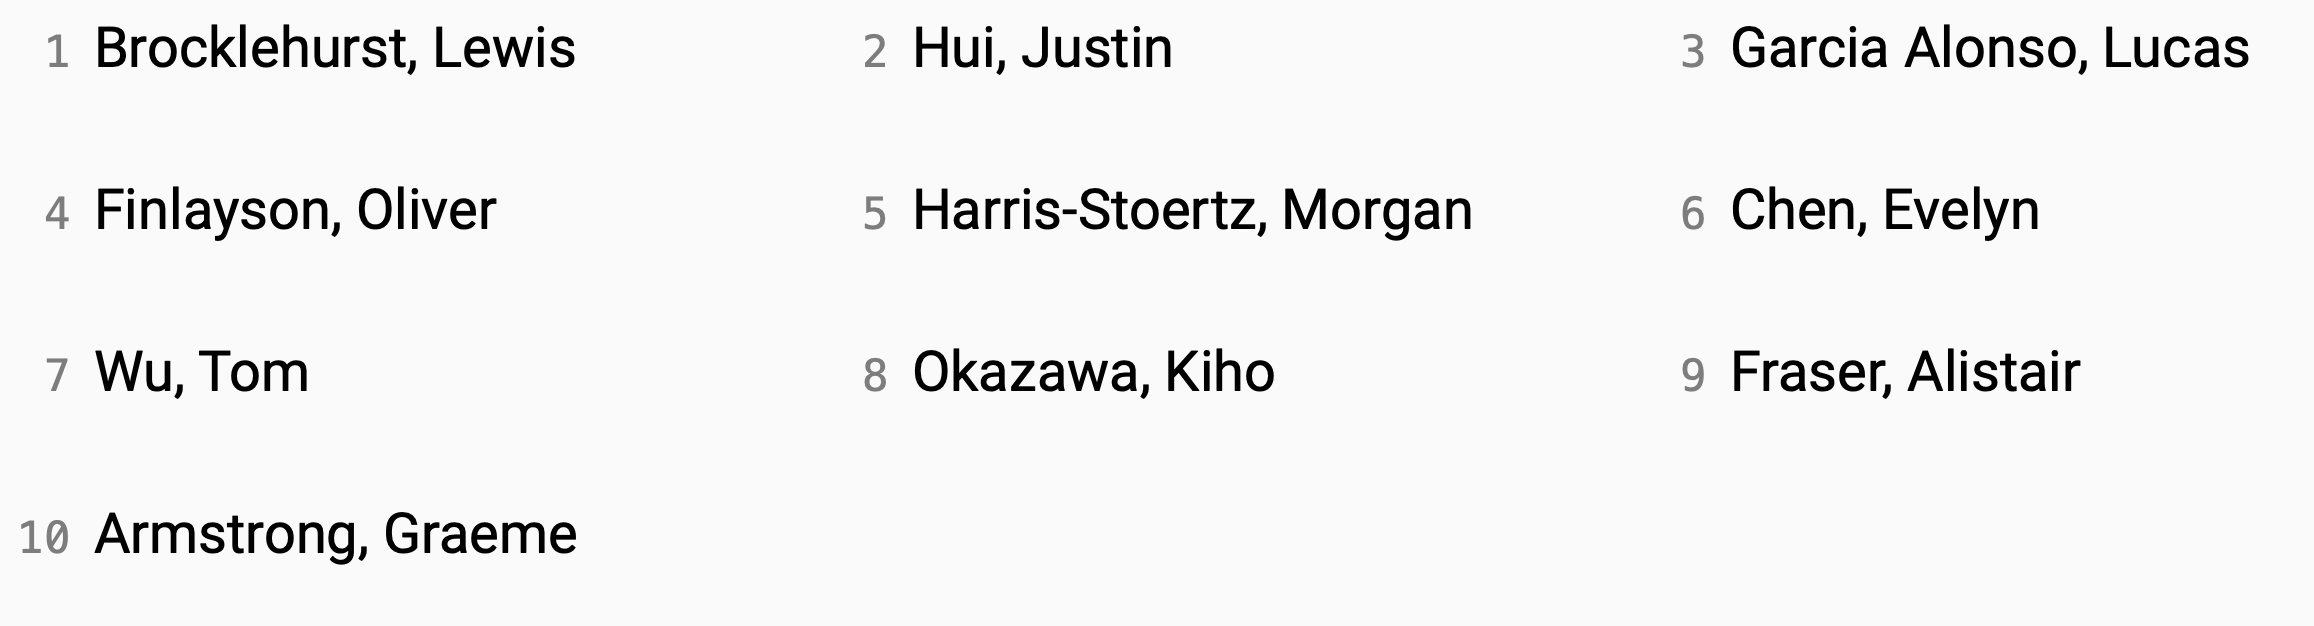 1 Brocklehurst, Lewis
2 Hui, Justin
3 Garcia Alonso, Lucas
4 Finlayson, Oliver
5 Harris-Stoertz, Morgan
6 Chen, Evelyn
7 Wu, Tom
8 Okazawa, Kiho
9 Fraser, Alistair
10 Armstrong, Graeme